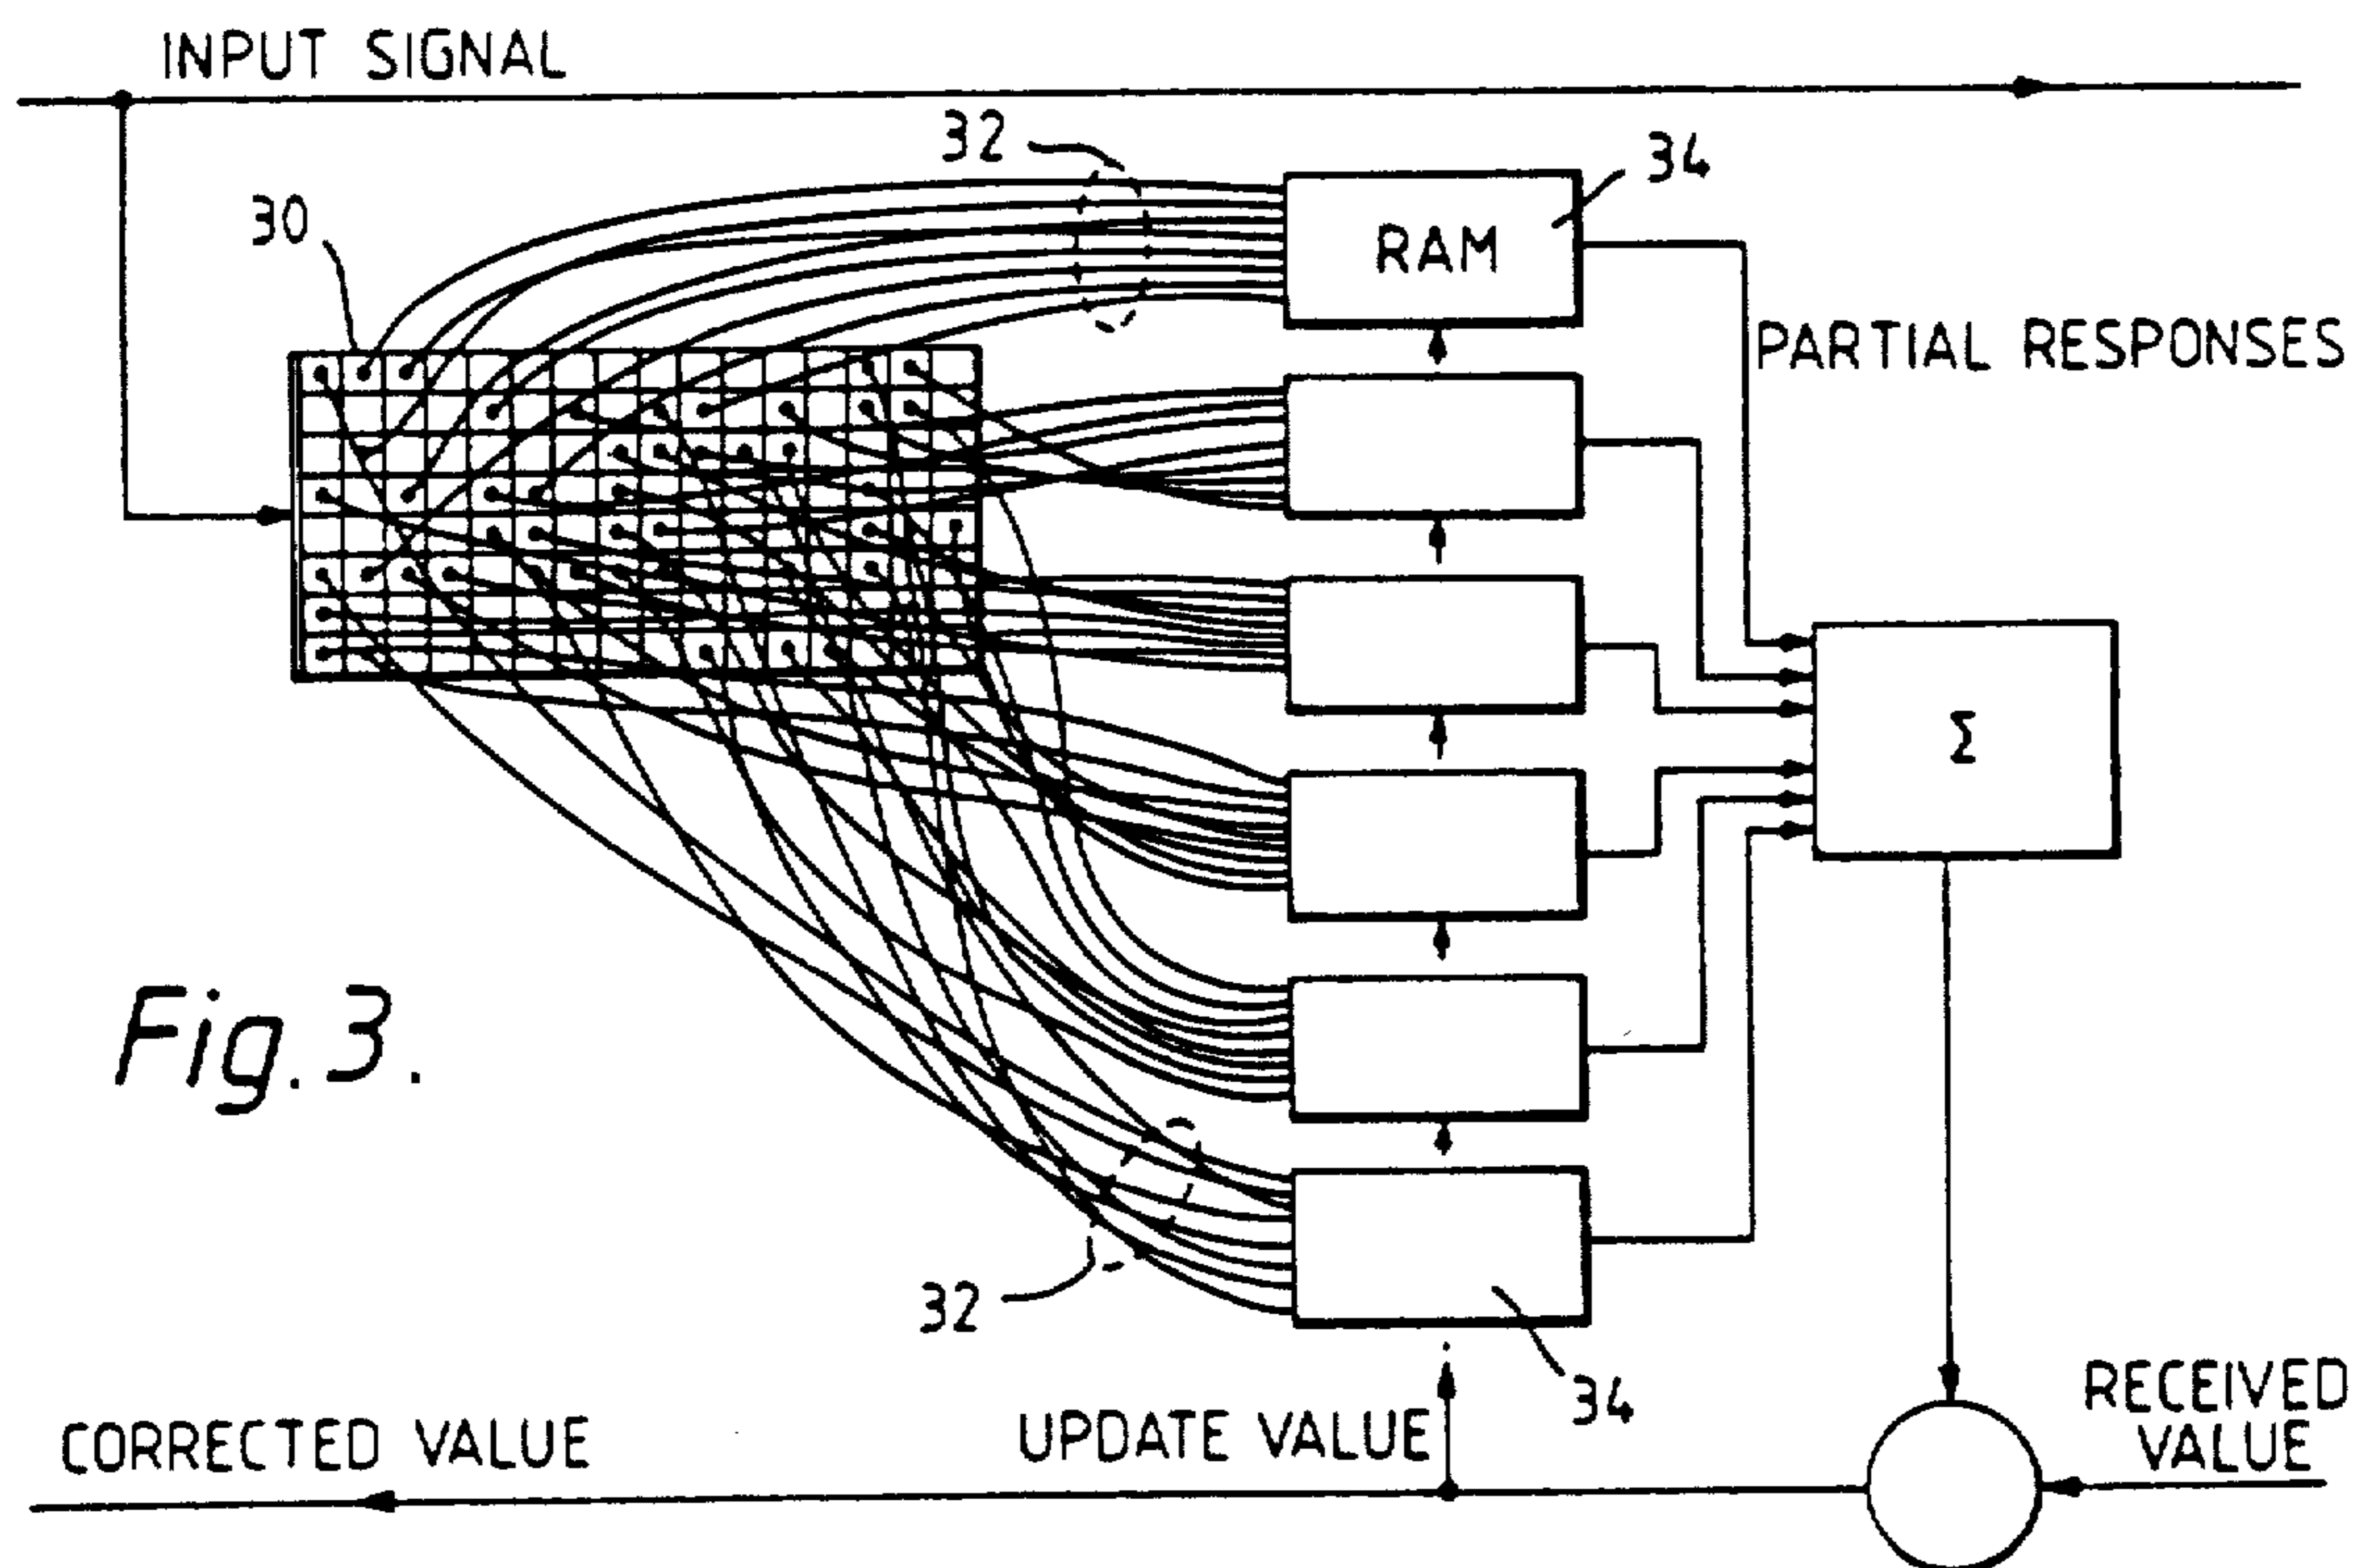 INPUT SIGNAL
32
34
30
RAM
PARTIAL RESPONSES
Σ
Fig. 3.
32
34
RECEIVED
VALUE
UPDATE VALUE
CORRECTED VALUE